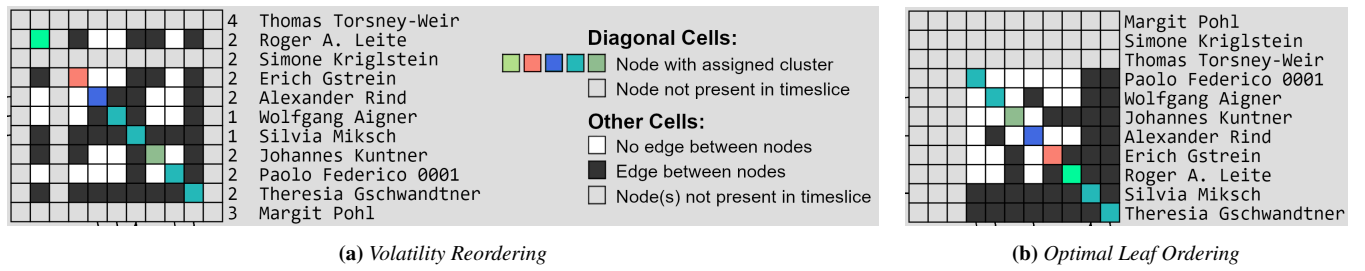 4 Thomas Torsney-Weir
2 Roger A. Leite
2 Simone Kriglstein
2 Erich Gstrein
2 Alexander Rind
1 Wolfgang Aigner
1 Silvia Miksch
2 Johannes Kuntner
2 Paolo Federico 0001
2 Theresia Gschwandtner
3 Margit Pohl
Diagonal Cells:
Node with assigned cluster
Node not present in timeslice
Other Cells:
No edge between nodes
Edge between nodes
Node(s) not present in timeslice
(a) Volatility Reordering
Margit Pohl
Simone Kriglstein
Thomas Torsney-Weir
Paolo Federico 0001
Wolfgang Aigner
Johannes Kuntner
Alexander Rind
Erich Gstrein
Roger A. Leite
Silvia Miksch
Theresia Gschwandtner
(b) Optimal Leaf Ordering